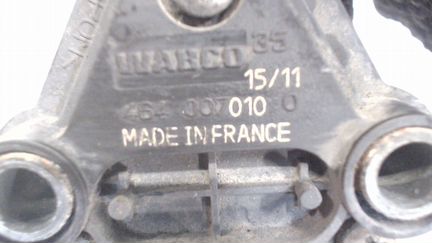 WABCO 35
15/11
464 007 010 0
MADE IN FRANCE